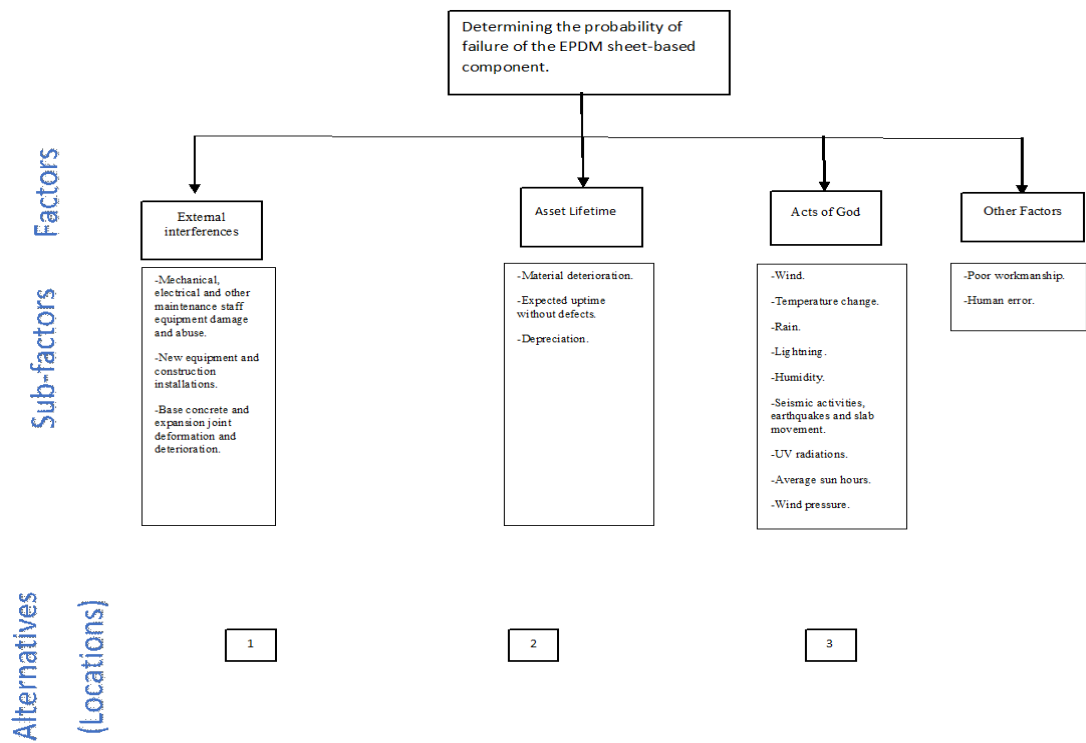 Determining the probability of
failure of the EPDM sheet-based
component.
Factors
External
interferences
Asset Lifetime
Acts of God
Other Factors
Sub-factors
-Mechanical,
electrical and other
maintenance staff
equipment damage
and abuse.
-New equipment and
construction
installations.
-Base concrete and
expansion joint
deformation and
deterioration.
-Material deterioration.
-Expected uptime
without defects.
-Depreciation.
-Wind.
-Temperature change.
-Rain.
-Lightning.
-Humidity.
-Seismic activities,
earthquakes and slab
movement.
-UV radiations.
-Average sun hours.
-Wind pressure.
-Poor workmanship.
-Human error.
Alternatives
(Locations)
1
2
3